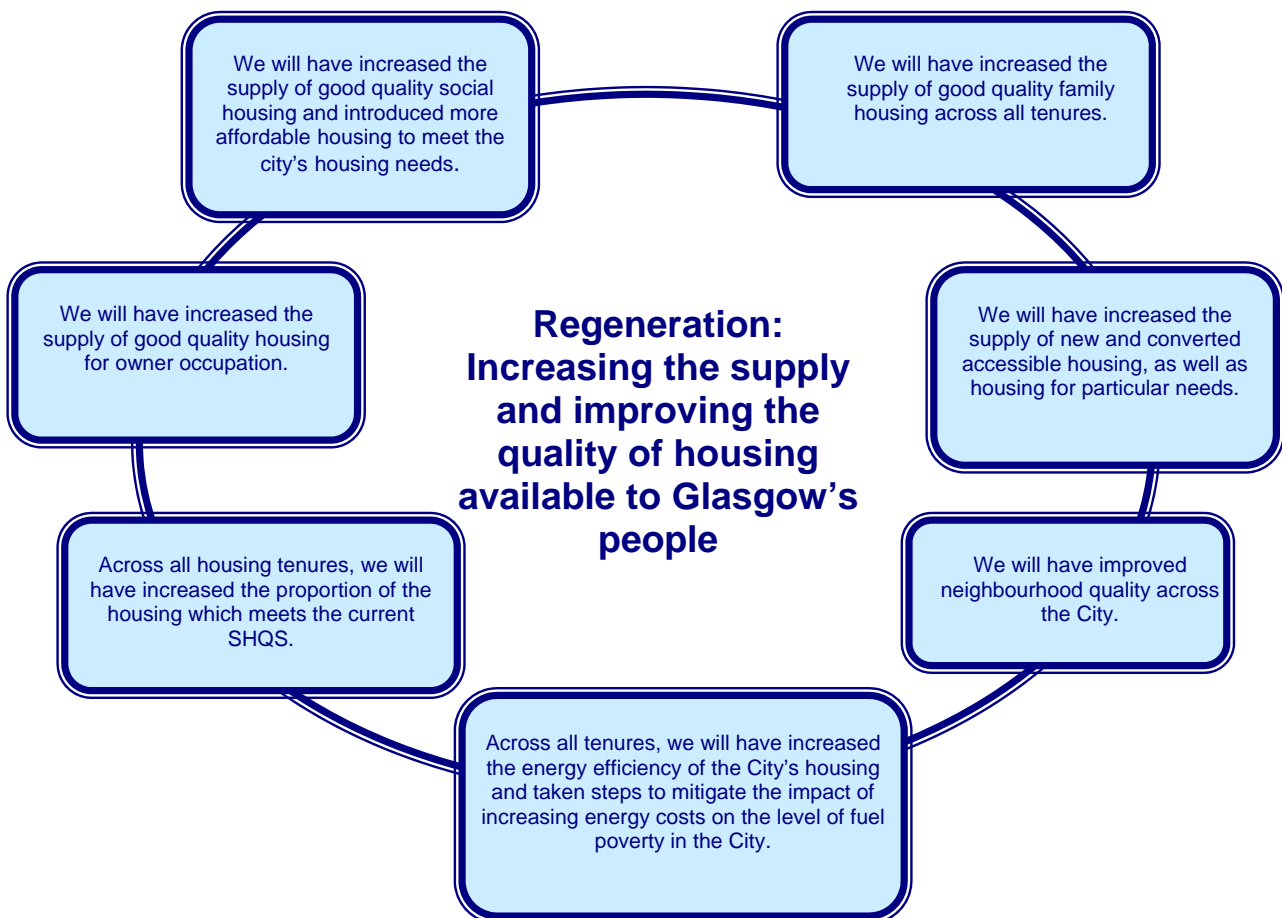 We will have increased the
supply of good quality social
housing and introduced more
affordable housing to meet the
city’s housing needs.
We will have increased the
supply of good quality family
housing across all tenures.
We will have increased the
supply of good quality housing
for owner occupation.
Regeneration:
Increasing the supply
and improving the
quality of housing
available to Glasgow’s
people
We will have increased the
supply of new and converted
accessible housing, as well as
housing for particular needs.
Across all housing tenures, we will
have increased the proportion of the
housing which meets the current
SHQS.
We will have improved
neighbourhood quality across
the City.
Across all tenures, we will have increased
the energy efficiency of the City’s housing
and taken steps to mitigate the impact of
increasing energy costs on the level of fuel
poverty in the City.